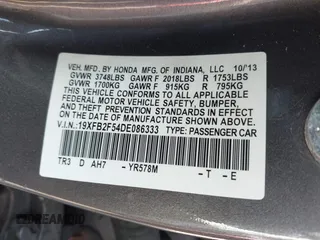 VEH. MFD. BY HONDA MFG. OF INDIANA, LLC 10/13
GVWR 3748LBS GAWR F 2018LBS R 1753LBS
GVWR 1700KG GAWR F 915KG R 795KG
THIS VEHICLE CONFORMS TO ALL APPLICABLE FEDERAL
MOTOR VEHICLE SAFETY, BUMPER,
AND THEFT PREVENTION STANDARDS IN EFFECT
ON THE DATE OF MANUFACTURE SHOWN ABOVE.
V.I.N:19XFB2F54DE086333 TYPE:PASSENGER CAR
TR3 D AH7 -YR578M -T -E